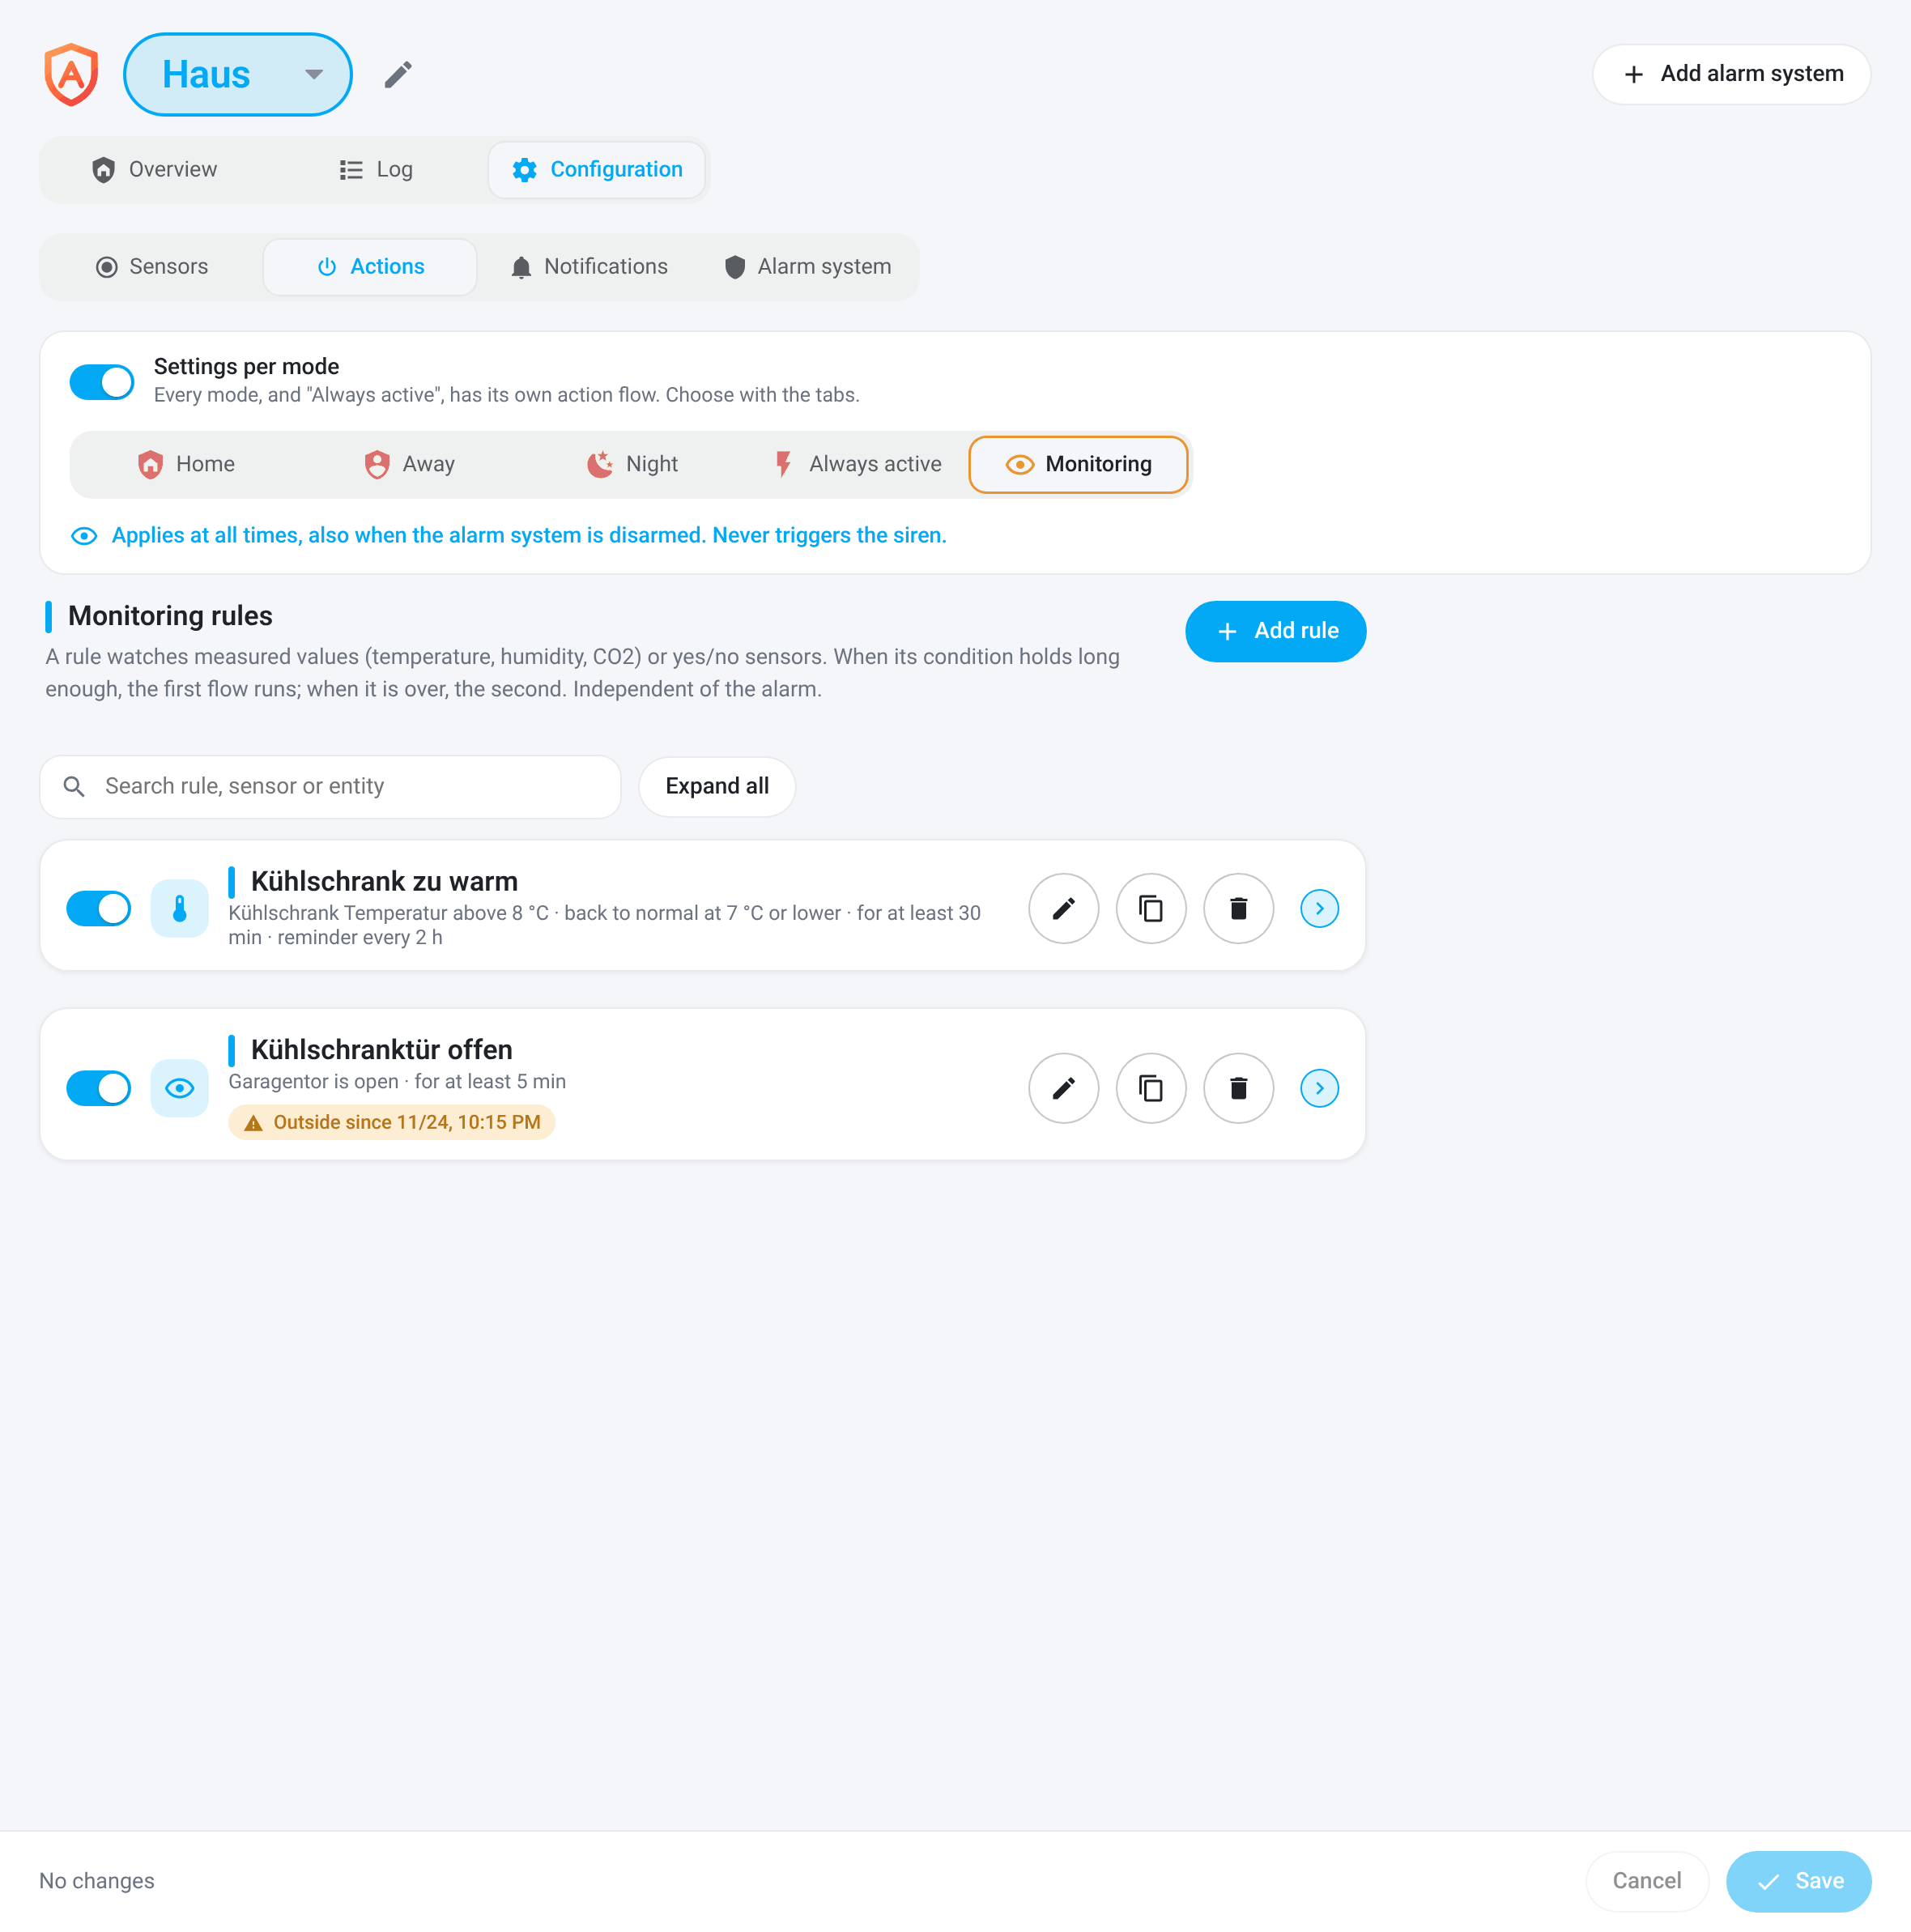 Haus
Add alarm system
Overview
Log
Configuration
Sensors
Actions
Notifications
Alarm system
Settings per mode
Every mode, and "Always active", has its own action flow. Choose with the tabs.
Home
Away
Night
Always active
Monitoring
Applies at all times, also when the alarm system is disarmed. Never triggers the siren.
Monitoring rules
Add rule
A rule watches measured values (temperature, humidity, CO2) or yes/no sensors. When its condition holds long
enough, the first flow runs; when it is over, the second. Independent of the alarm.
Search rule, sensor or entity
Expand all
Kühlschrank zu warm
Kühlschrank Temperatur above 8 °C · back to normal at 7 °C or lower · for at least 30
min · reminder every 2 h
Kühlschranktür offen
Garagentor is open · for at least 5 min
Outside since 11/24, 10:15 PM
No changes
Cancel
Save